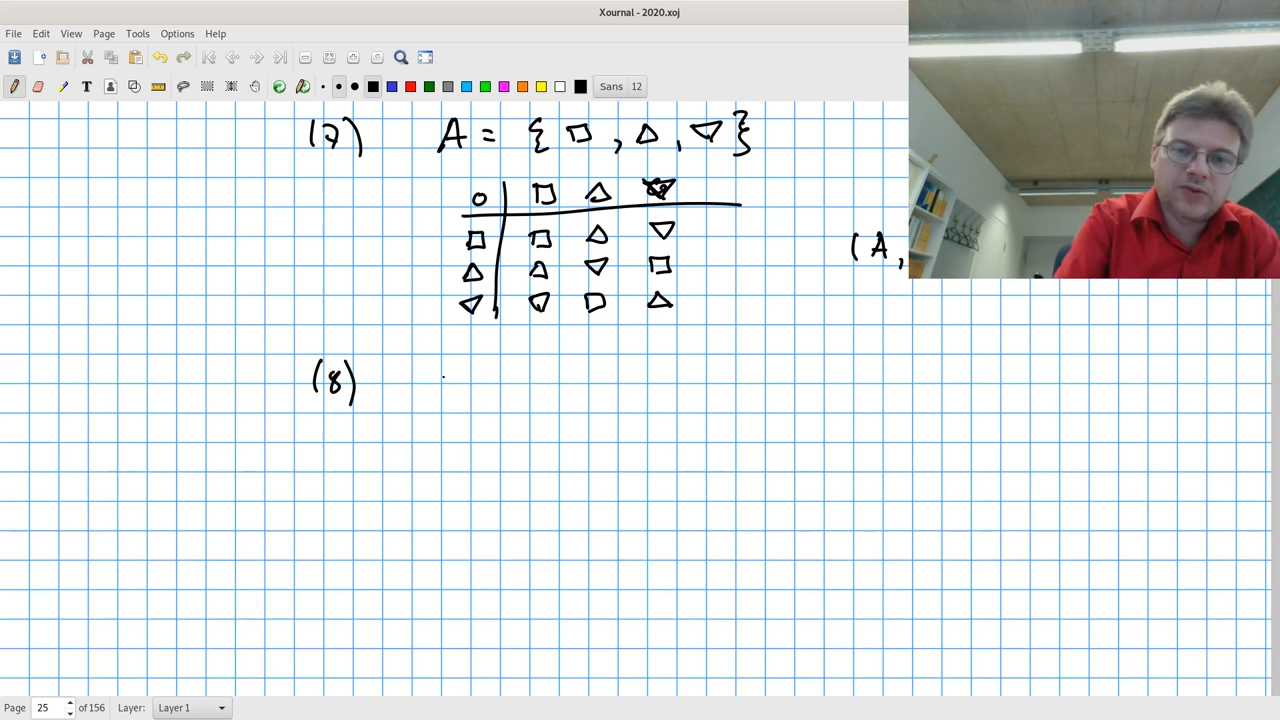 Xournal - 2020.xoj
File Edit View Page Tools Options Help
T Sans 12
(7) A = { □ , △ , ▽ }
o □ △ ▽
□ □ △ ▽
(A,
△ △ ▽ □
▽ ▽ □ △
(8)
Page 25 of 156 Layer: Layer 1